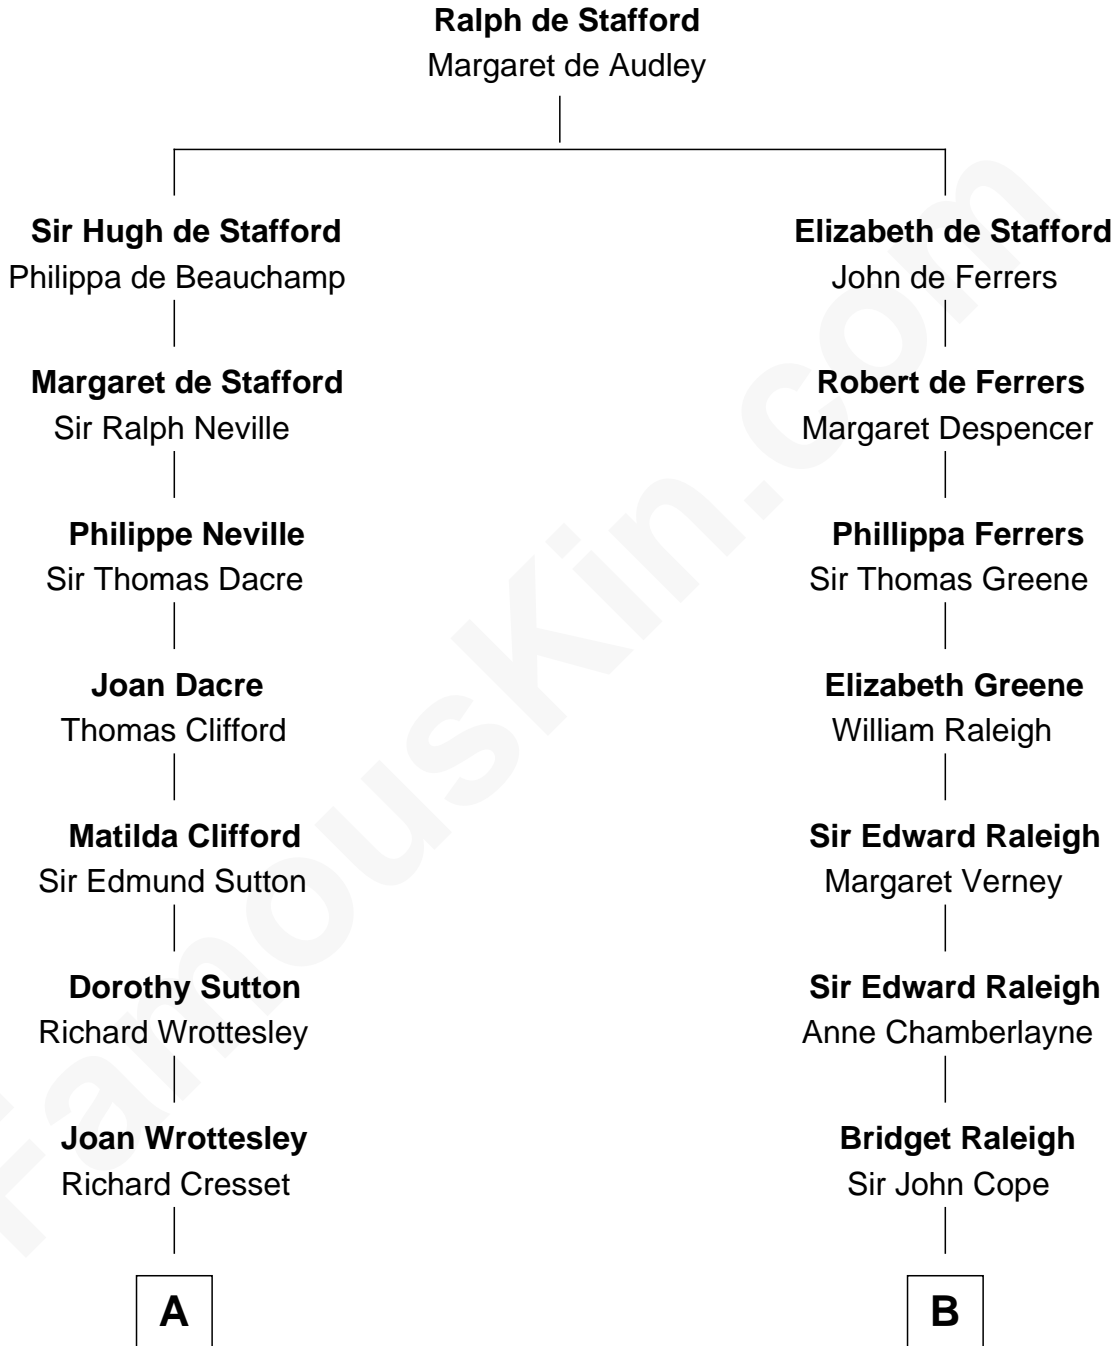 Ralph de Stafford
Margaret de Audley
Sir Hugh de Stafford
Philippa de Beauchamp
Elizabeth de Stafford
John de Ferrers
Margaret de Stafford
Sir Ralph Neville
Robert de Ferrers
Margaret Despencer
Philippe Neville
Sir Thomas Dacre
Phillippa Ferrers
Sir Thomas Greene
Joan Dacre
Thomas Clifford
Elizabeth Greene
William Raleigh
Matilda Clifford
Sir Edmund Sutton
Sir Edward Raleigh
Margaret Verney
Dorothy Sutton
Richard Wrottesley
Sir Edward Raleigh
Anne Chamberlayne
Joan Wrottesley
Richard Cresset
Bridget Raleigh
Sir John Cope
A
B
FamousKin.com